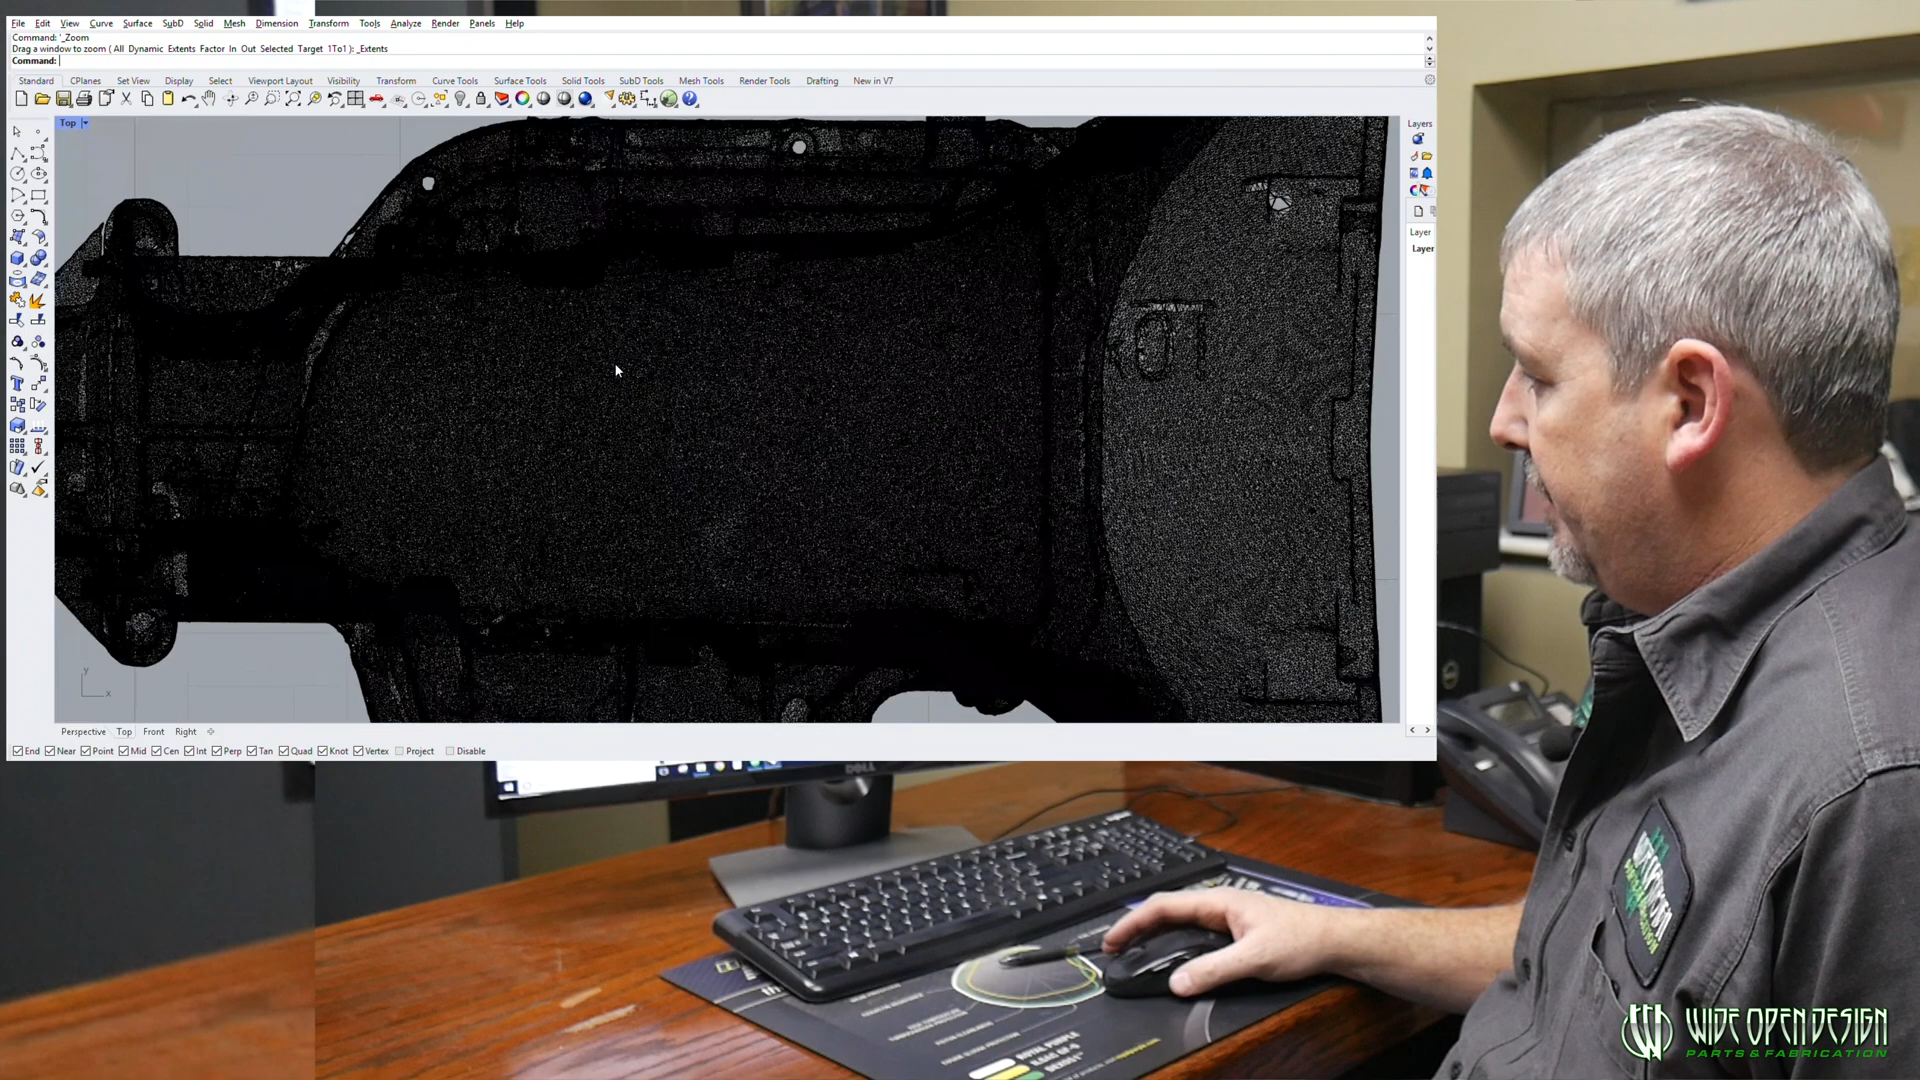 File Edit View Curve Surface SubD Solid Mesh Dimension Transform Tools Analyze Render Panels Help
Command: '_Zoom
Drag a window to zoom ( All Dynamic Extents Factor In Out Selected Target 1To1 ): _Extents
Command:
Standard CPlanes Set View Display Select Viewport Layout Visibility Transform Curve Tools Surface Tools Solid Tools SubD Tools Mesh Tools Render Tools Drafting New in V7
Top
Layers
Layer
Layer
y
x
Perspective Top Front Right
End Near Point Mid Cen Int Perp Tan Quad Knot Vertex Project Disable
DELL
ROYAL PURPLE
WIDE OPEN DESIGN
PARTS & FABRICATION